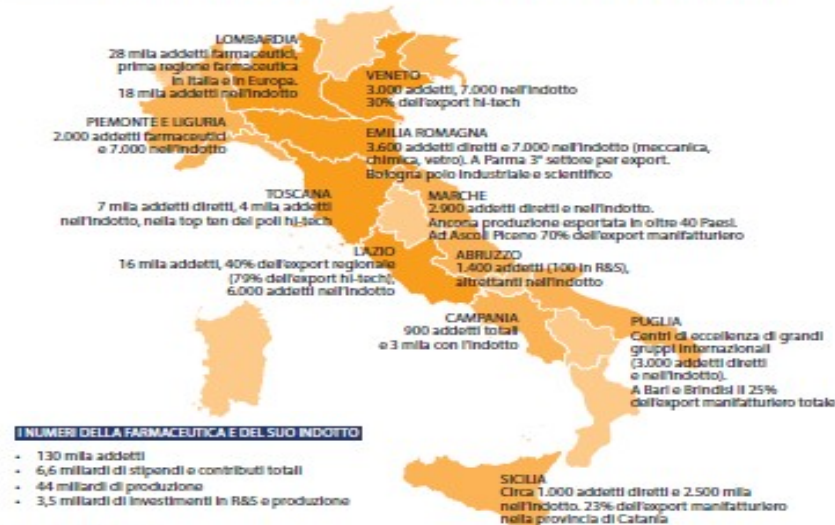 LOMBARDIA
28 mila addetti farmaceutici,
prima regione farmaceutica
in Italia e in Europa.
18 mila addetti nell'indotto
VENETO
3.000 addetti, 7.000 nell'indotto
30% dell'export hi-tech
PIEMONTE E LIGURIA
2.000 addetti farmaceutici
e 7.000 nell'indotto
EMILIA ROMAGNA
3.600 addetti diretti e 7.000 nell'indotto (meccanica,
chimica, vetro). A Parma 3° settore per export.
Bologna polo industriale e scientifico
TOSCANA
7 mila addetti diretti, 4 mila addetti
nell'indotto, nella top ten dei poli hi-tech
MARCHE
2.900 addetti diretti e nell'indotto.
Ancona produzione esportata in oltre 40 Paesi.
Ad Ascoli Piceno 70% dell'export manifatturiero
LAZIO
16 mila addetti, 40% dell'export regionale
(79% dell'export hi-tech),
6.000 addetti nell'indotto
ABRUZZO
1.400 addetti (100 in R&S),
altrettanti nell'indotto
CAMPANIA
900 addetti totali
e 3 mila con l'indotto
PUGLIA
Centri di eccellenza di grandi
gruppi internazionali
(3.000 addetti diretti
e nell'indotto).
A Bari e Brindisi il 25%
dell'export manifatturiero totale
I NUMERI DELLA FARMACEUTICA E DEL SUO INDOTTO
• 130 mila addetti
• 6,6 miliardi di stipendi e contributi totali
• 44 miliardi di produzione
• 3,5 miliardi di investimenti in R&S e produzione
SICILIA
Circa 1.000 addetti diretti e 2.500 mila
nell'indotto. 23% dell'export manifatturiero
nella provincia di Catania